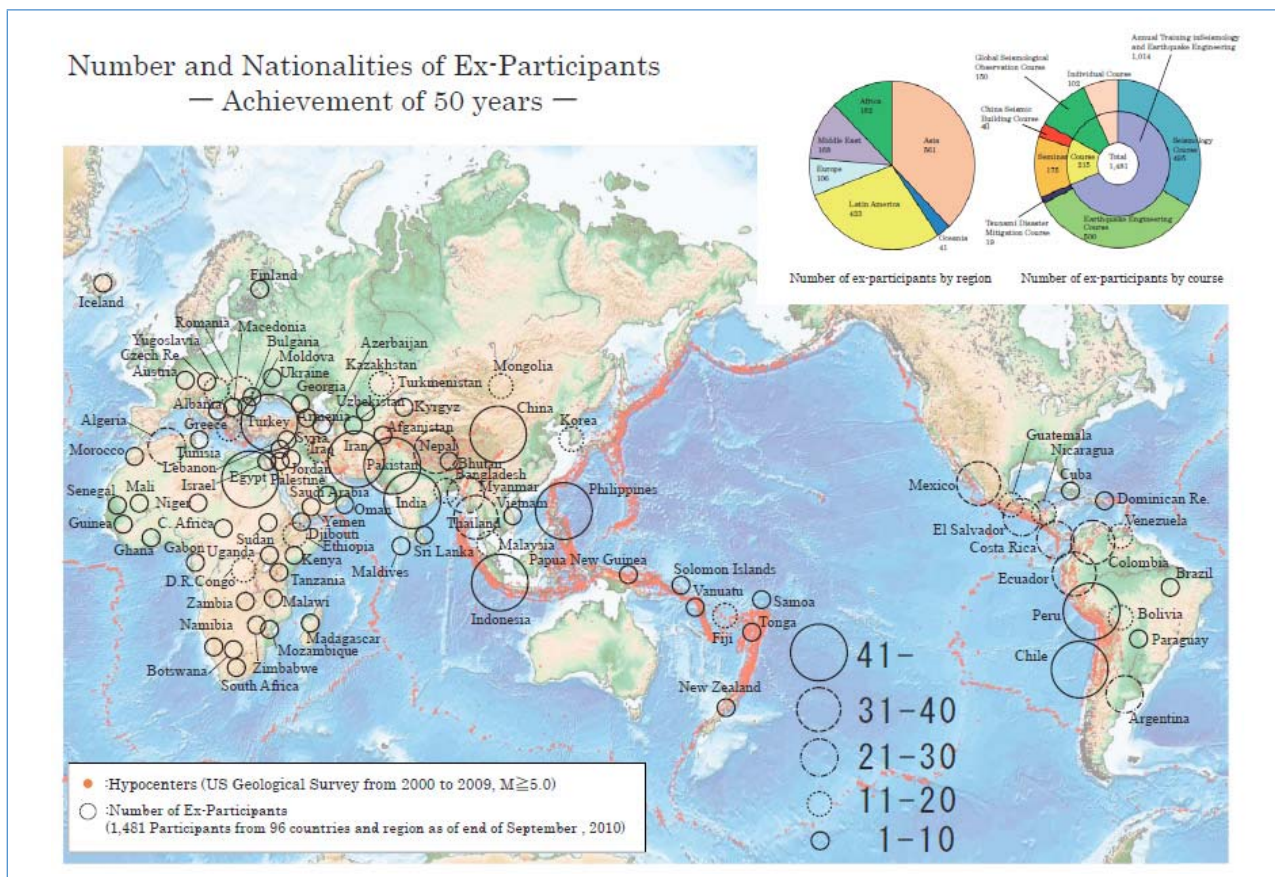 Number and Nationalities of Ex-Participants
— Achievement of 50 years —
Africa
182
Middle East
168
Europe
106
Latin America
423
Asia
561
Oceania
41
Number of ex-participants by region
Annual Training inSeismology
and Earthquake Engineering
1,014
Global Seismological
Observation Course
150
Individual Course
102
China Seismic
Building Course
40
Seminar
175
Course
215
Total
1,481
Seismology
Course
495
Tsunami Disaster
Mitigation Course
19
Earthquake Engineering
Course
500
Number of ex-participants by course
Iceland
Finland
Romania
Macedonia
Yugoslavia
Bulgaria
Czech Re.
Moldova
Austria
Ukraine
Georgia
Azerbaijan
Kazakhstan
Turkmenistan
Mongolia
Uzbekistan
Kyrgyz
China
Korea
Albania
Algeria
Greece
Turkey
Armenia
Afghanistan
Morocco
Tunisia
Syria
Iraq
Iran
Nepal
Lebanon
Pakistan
Bhutan
Israel
Egypt
Jordan
Palestine
Bangladesh
Senegal
Mali
Niger
Saudi Arabia
India
Myanmar
Vietnam
Philippines
Guinea
C. Africa
Oman
Yemen
Thailand
Ghana
Gabon
Sudan
Djibouti
Uganda
Ethiopia
Kenya
Sri Lanka
Malaysia
Maldives
Papua New Guinea
D.R.Congo
Tanzania
Zambia
Malawi
Namibia
Madagascar
Mozambique
Botswana
Zimbabwe
South Africa
Indonesia
Solomon Islands
Vanuatu
Samoa
Fiji
Tonga
New Zealand
Guatemala
Nicaragua
Cuba
Mexico
Dominican Re.
El Salvador
Venezuela
Costa Rica
Colombia
Ecuador
Brazil
Peru
Bolivia
Paraguay
Chile
Argentina
41-
31-40
21-30
11-20
1-10
:Hypocenters (US Geological Survey from 2000 to 2009, M≧5.0)
:Number of Ex-Participants
(1,481 Participants from 96 countries and region as of end of September , 2010)